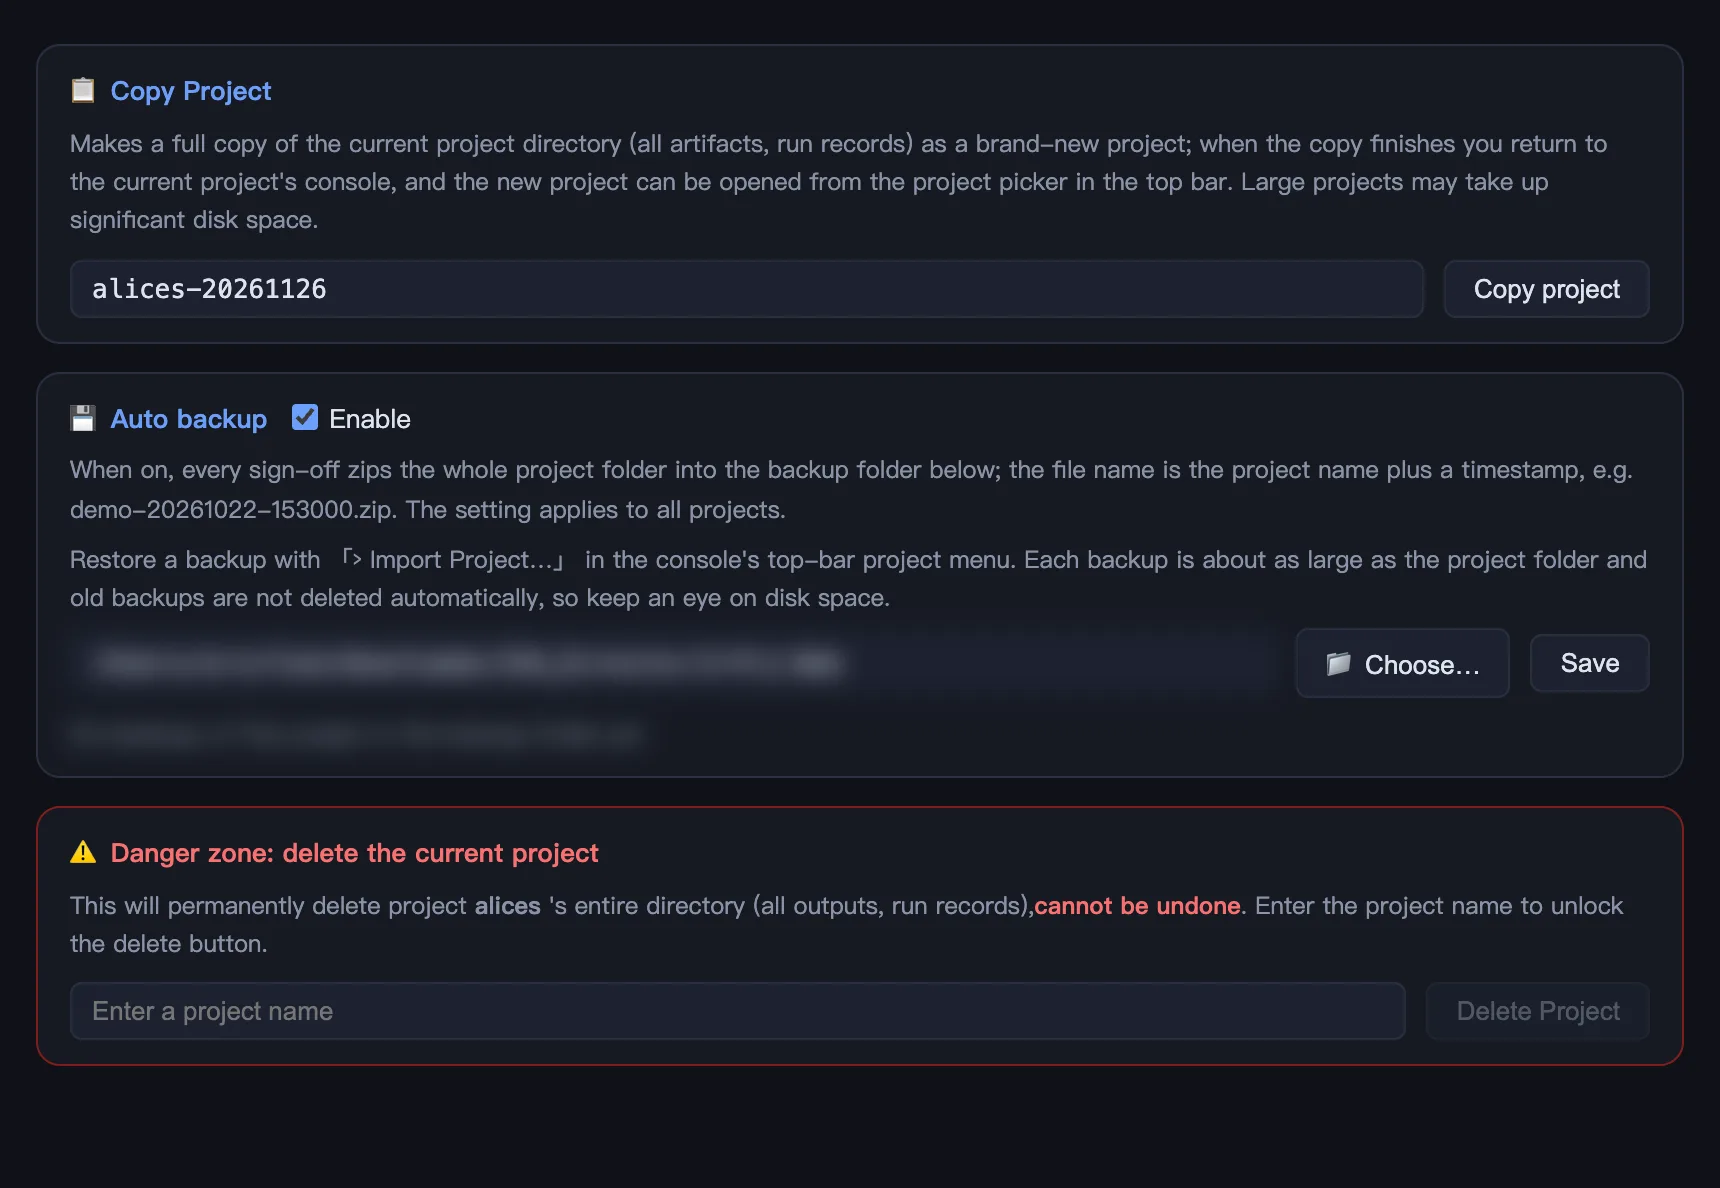 Copy Project
Makes a full copy of the current project directory (all artifacts, run records) as a brand-new project; when the copy finishes you return to
the current project's console, and the new project can be opened from the project picker in the top bar. Large projects may take up
significant disk space.
alices-20261126
Copy project
Auto backup
Enable
When on, every sign-off zips the whole project folder into the backup folder below; the file name is the project name plus a timestamp, e.g.
demo-20261022-153000.zip. The setting applies to all projects.
Restore a backup with 「> Import Project…」 in the console's top-bar project menu. Each backup is about as large as the project folder and
old backups are not deleted automatically, so keep an eye on disk space.
Choose…
Save
Danger zone: delete the current project
This will permanently delete project alices 's entire directory (all outputs, run records),cannot be undone. Enter the project name to unlock
the delete button.
Enter a project name
Delete Project